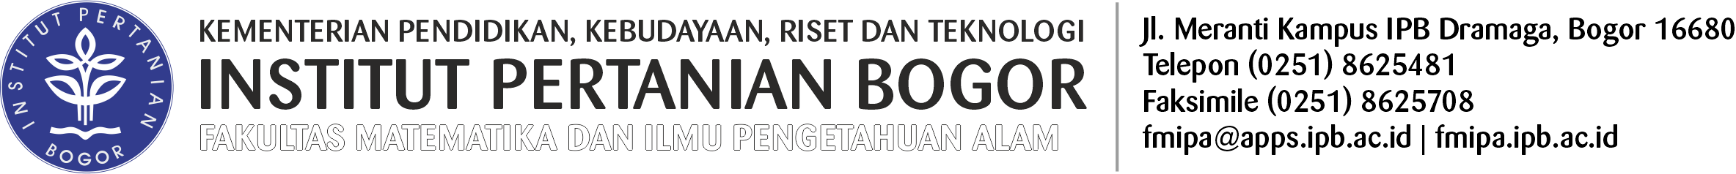 INSTITUT PERTANIAN
BOGOR
KEMENTERIAN PENDIDIKAN, KEBUDAYAAN, RISET DAN TEKNOLOGI
INSTITUT PERTANIAN BOGOR
FAKULTAS MATEMATIKA DAN ILMU PENGETAHUAN ALAM
Jl. Meranti Kampus IPB Dramaga, Bogor 16680
Telepon (0251) 8625481
Faksimile (0251) 8625708
fmipa@apps.ipb.ac.id | fmipa.ipb.ac.id